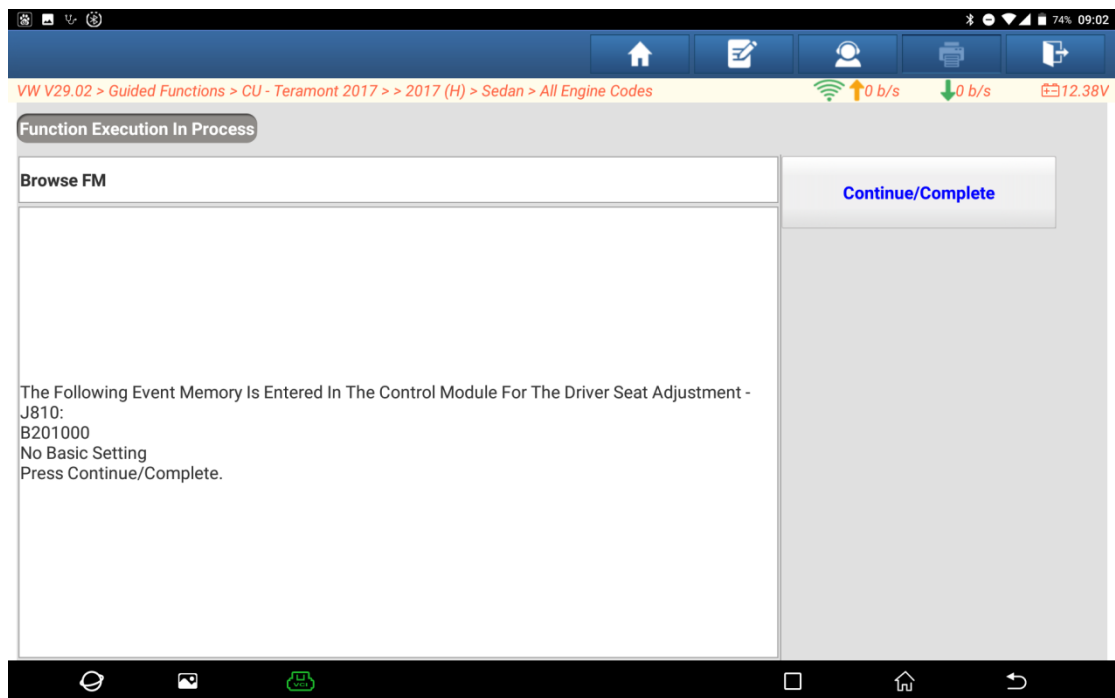 74% 09:02
VW V29.02 > Guided Functions > CU - Teramont 2017 > > 2017 (H) > Sedan > All Engine Codes
0 b/s
0 b/s
12.38V
Function Execution In Process
Browse FM
Continue/Complete
The Following Event Memory Is Entered In The Control Module For The Driver Seat Adjustment -
J810:
B201000
No Basic Setting
Press Continue/Complete.
VCI